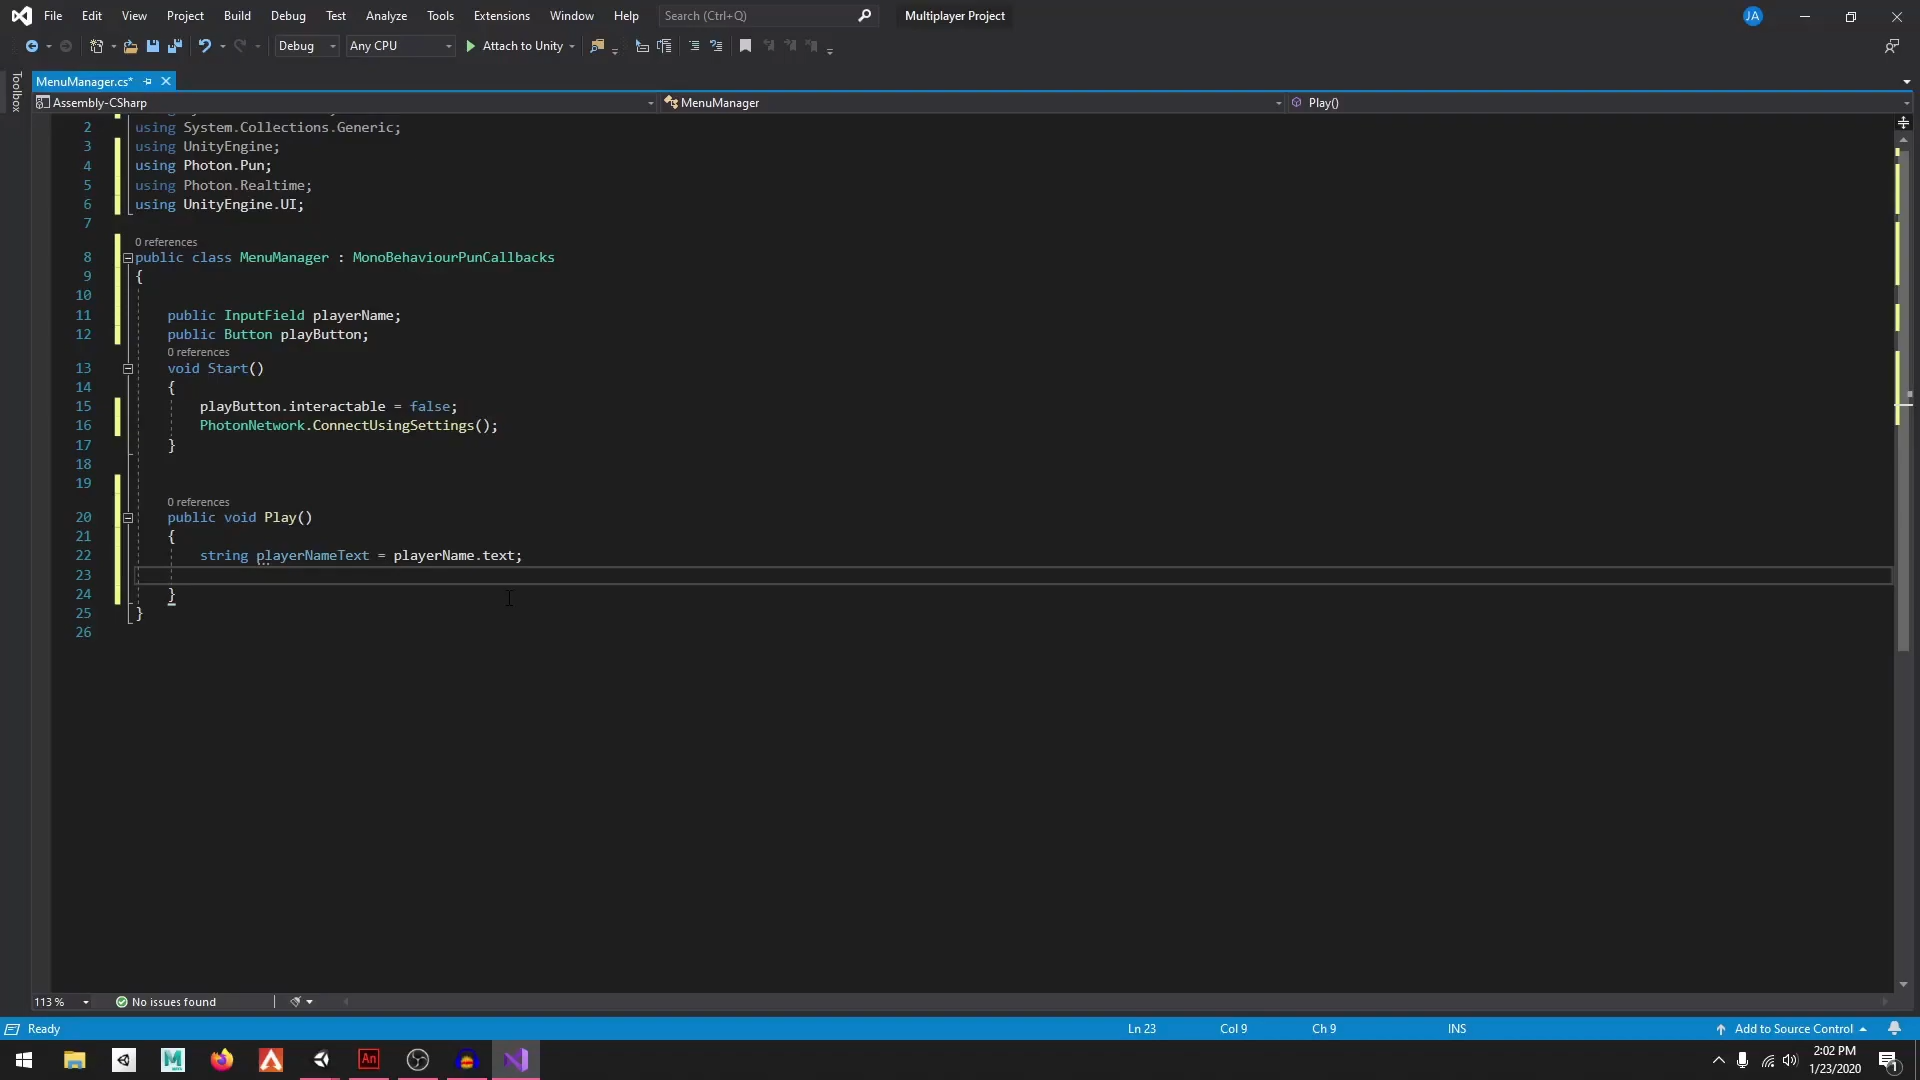 File Edit View Project Build Debug Test Analyze Tools Extensions Window Help Search (Ctrl+Q) Multiplayer Project JA
Debug Any CPU Attach to Unity
Toolbox
MenuManager.cs*
Assembly-CSharp MenuManager Play()
2 using System.Collections.Generic;
3 using UnityEngine;
4 using Photon.Pun;
5 using Photon.Realtime;
6 using UnityEngine.UI;
7
0 references
8 public class MenuManager : MonoBehaviourPunCallbacks
9 {
10
11 public InputField playerName;
12 public Button playButton;
0 references
13 void Start()
14 {
15 playButton.interactable = false;
16 PhotonNetwork.ConnectUsingSettings();
17 }
18
19
0 references
20 public void Play()
21 {
22 string playerNameText = playerName.text;
23
24 }
25 }
26
113 % No issues found
Ready Ln 23 Col 9 Ch 9 INS Add to Source Control
An 2:02 PM
1/23/2020 1